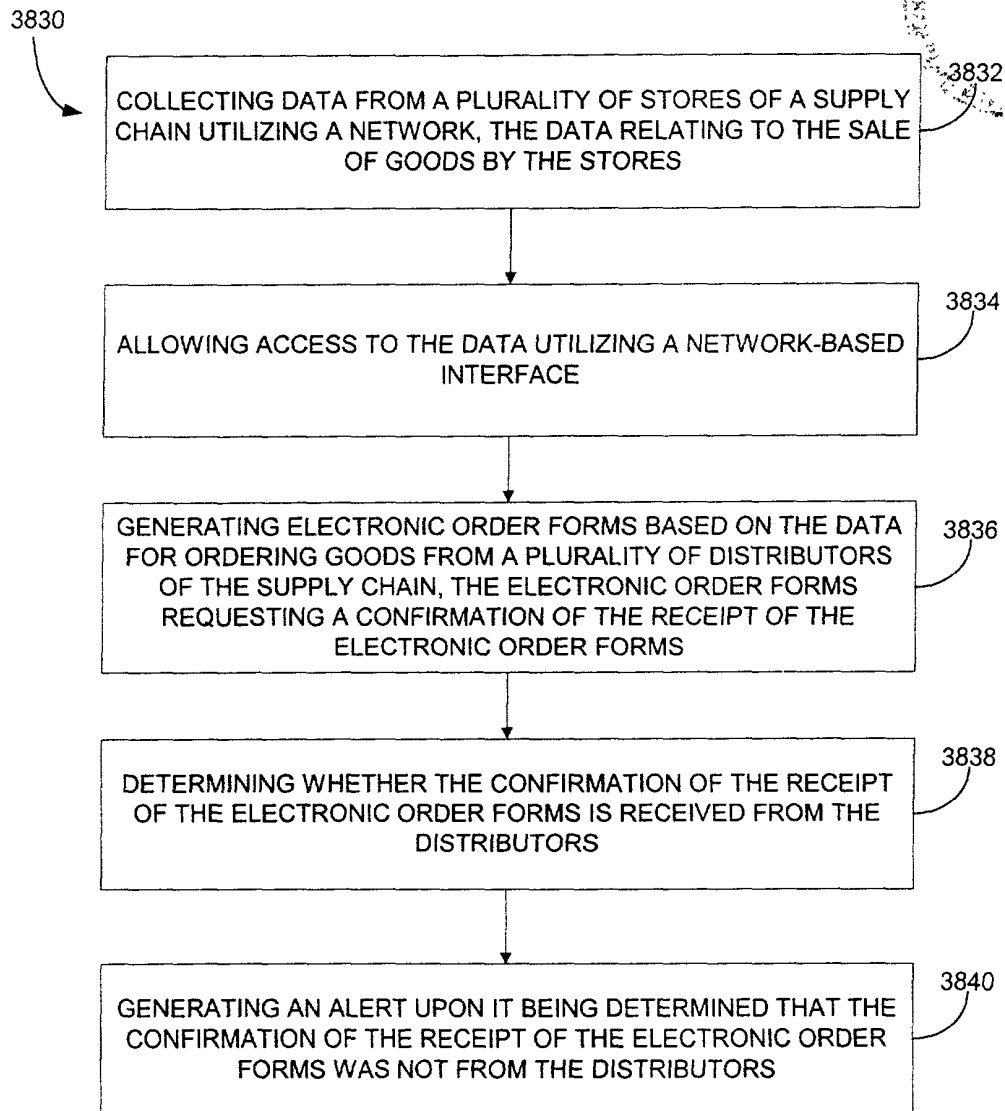 3830
3832
COLLECTING DATA FROM A PLURALITY OF STORES OF A SUPPLY
CHAIN UTILIZING A NETWORK, THE DATA RELATING TO THE SALE
OF GOODS BY THE STORES
3834
ALLOWING ACCESS TO THE DATA UTILIZING A NETWORK-BASED
INTERFACE
3836
GENERATING ELECTRONIC ORDER FORMS BASED ON THE DATA
FOR ORDERING GOODS FROM A PLURALITY OF DISTRIBUTORS
OF THE SUPPLY CHAIN, THE ELECTRONIC ORDER FORMS
REQUESTING A CONFIRMATION OF THE RECEIPT OF THE
ELECTRONIC ORDER FORMS
3838
DETERMINING WHETHER THE CONFIRMATION OF THE RECEIPT
OF THE ELECTRONIC ORDER FORMS IS RECEIVED FROM THE
DISTRIBUTORS
3840
GENERATING AN ALERT UPON IT BEING DETERMINED THAT THE
CONFIRMATION OF THE RECEIPT OF THE ELECTRONIC ORDER
FORMS WAS NOT FROM THE DISTRIBUTORS